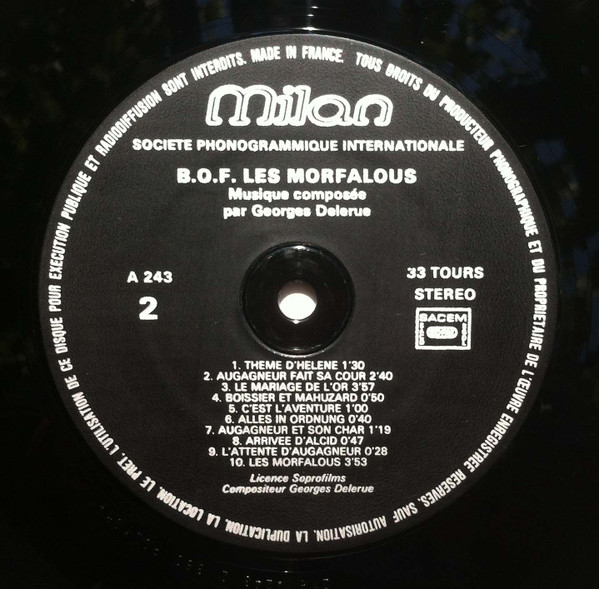 TOUS DROITS DU PRODUCTEUR PHONOGRAPHIQUE ET DU PROPRIETAIRE DE L'ŒUVRE ENREGISTREE RESERVES. SAUF AUTORISATION. LA DUPLICATION, LA LOCATION, LE PRET, L'UTILISATION DE CE DISQUE POUR EXECUTION PUBLIQUE ET RADIODIFFUSION SONT INTERDITS. MADE IN FRANCE.
milan
SOCIETE PHONOGRAMMIQUE INTERNATIONALE
B.O.F. LES MORFALOUS
Musique composée
par Georges Delerue
A 243
2
33 TOURS
STEREO
SACEM
1. THEME D'HELENE 1'30
2. AUGAGNEUR FAIT SA COUR 2'40
3. LE MARIAGE DE L'OR 3'57
4. BOISSIER ET MAHUZARD 0'50
5. C'EST L'AVENTURE 1'00
6. ALLES IN ORDNUNG 0'40
7. AUGAGNEUR ET SON CHAR 1'19
8. ARRIVEE D'ALCID 0'47
9. L'ATTENTE D'AUGAGNEUR 0'28
10. LES MORFALOUS 3'53
Licence Soprofilms
Compositeur Georges Delerue